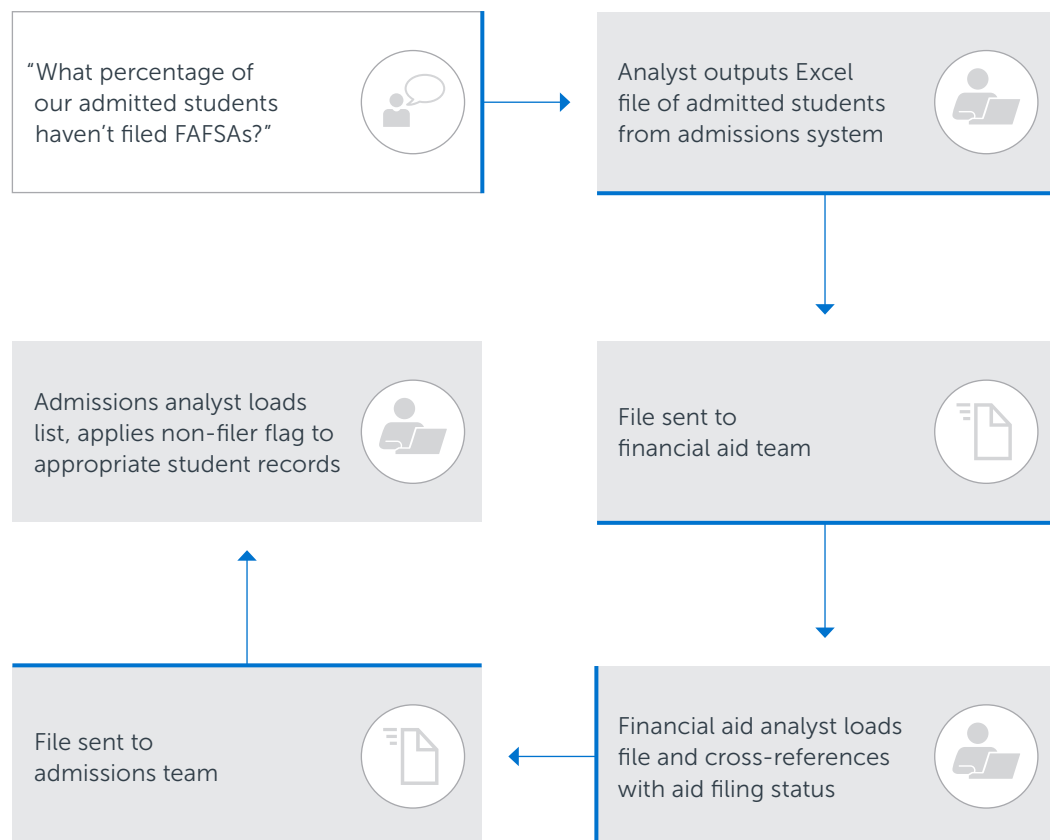 “What percentage of
our admitted students
haven’t filed FAFSAs?”
Analyst outputs Excel
file of admitted students
from admissions system
File sent to
financial aid team
Financial aid analyst loads
file and cross-references
with aid filing status
File sent to
admissions team
Admissions analyst loads
list, applies non-filer flag to
appropriate student records